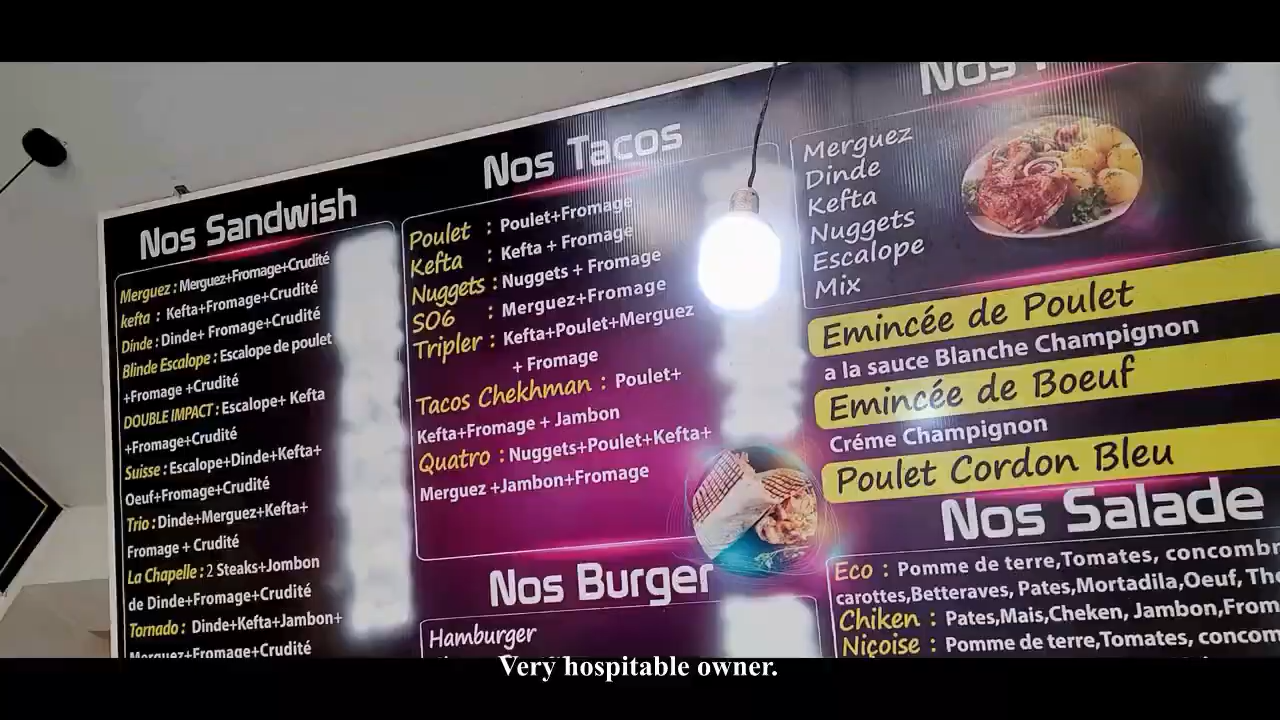 Nos Sandwish
Merguez : Merguez+Fromage+Crudité
kefta : Kefta+Fromage+Crudité
Dinde : Dinde+ Fromage+Crudité
Blinde Escalope : Escalope de poulet
+Fromage +Crudité
DOUBLE IMPACT : Escalope+ Kefta
+Fromage+Crudité
Suisse : Escalope+Dinde+Kefta+
Oeuf+Fromage+Crudité
Trio : Dinde+Merguez+Kefta+
Fromage + Crudité
La Chapelle : 2 Steaks+Jombon
de Dinde+Fromage+Crudité
Tornado : Dinde+Kefta+Jambon+
Merguez+Fromage+Crudité
Nos Tacos
Poulet : Poulet+Fromage
Kefta : Kefta + Fromage
Nuggets : Nuggets + Fromage
SO6 : Merguez+Fromage
Tripler : Kefta+Poulet+Merguez
+ Fromage
Tacos Chekhman : Poulet+
Kefta+Fromage + Jambon
Quatro : Nuggets+Poulet+Kefta+
Merguez +Jambon+Fromage
Nos Burger
Hamburger
Nos
Merguez
Dinde
Kefta
Nuggets
Escalope
Mix
Emincée de Poulet
a la sauce Blanche Champignon
Emincée de Boeuf
Créme Champignon
Poulet Cordon Bleu
Nos Salade
Eco : Pomme de terre,Tomates, concombr
carottes,Betteraves, Pates,Mortadila,Oeuf, Tho
Chiken : Pates,Mais,Cheken, Jambon,From
Niçoise : Pomme de terre,Tomates, concom
Very hospitable owner.